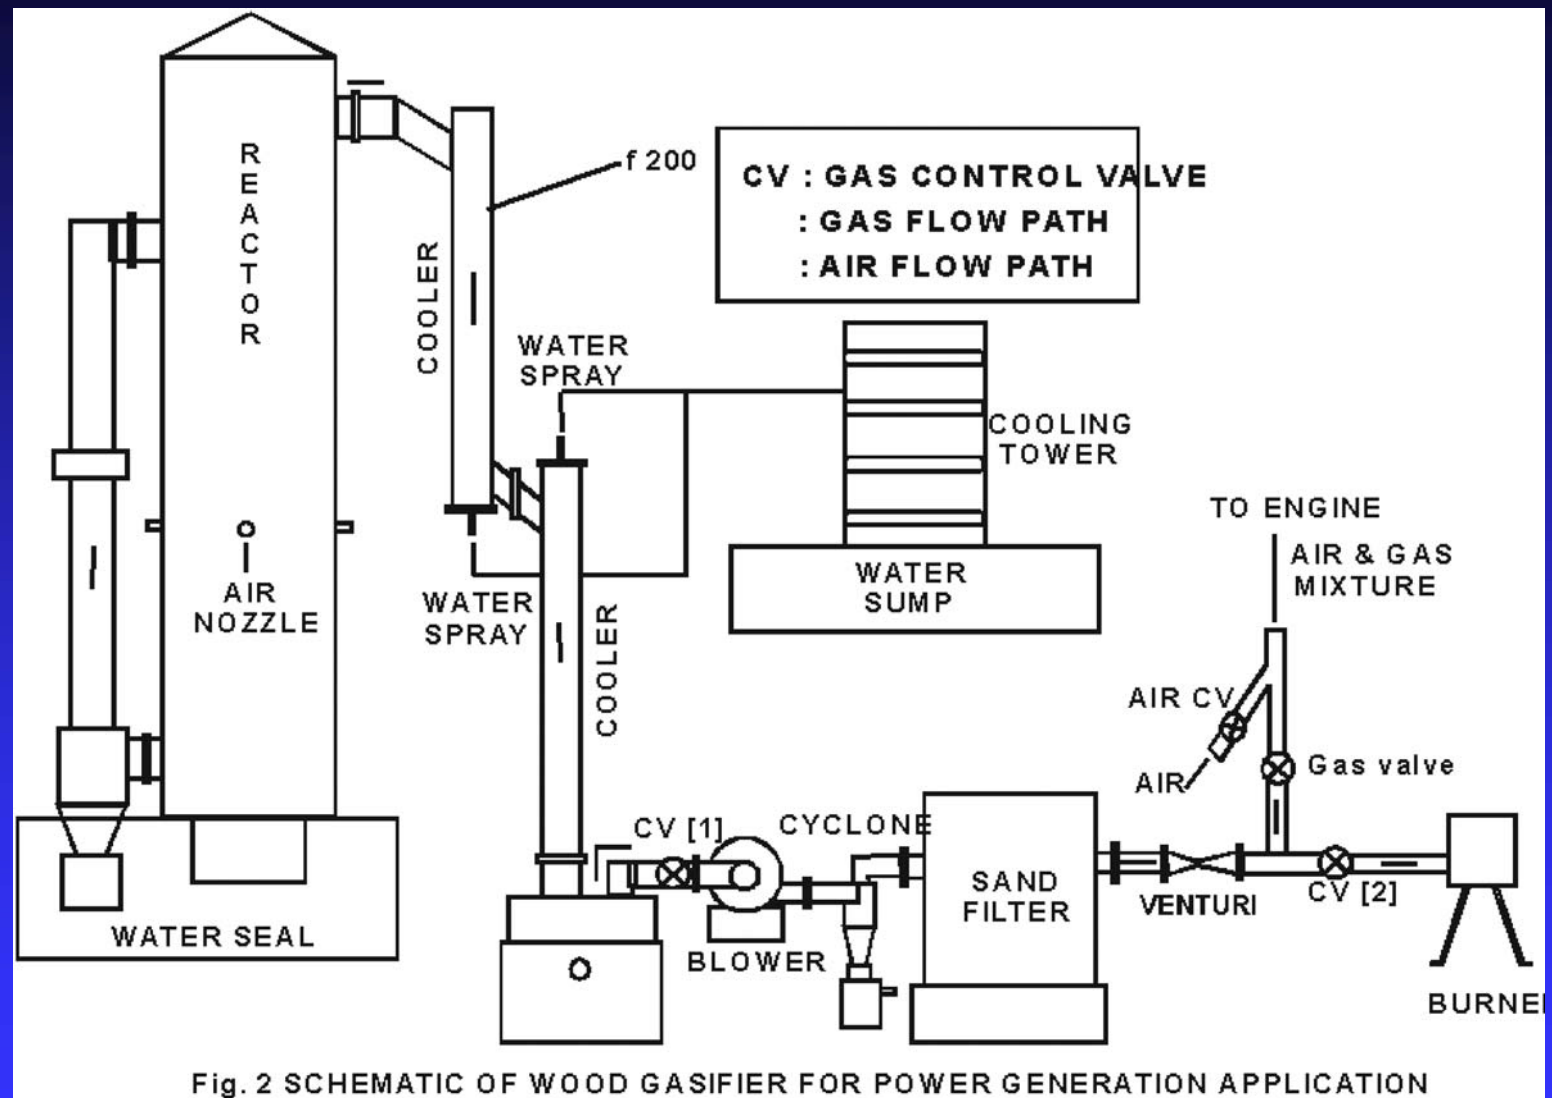 REACTOR
f 200
CV : GAS CONTROL VALVE
: GAS FLOW PATH
: AIR FLOW PATH
COOLER
WATER
SPRAY
COOLING
TOWER
WATER
SUMP
TO ENGINE
AIR & GAS
MIXTURE
AIR
NOZZLE
WATER
SPRAY
COOLER
AIR CV
AIR
Gas valve
CV [1]
CYCLONE
SAND
FILTER
VENTURI
CV [2]
WATER SEAL
BLOWER
BURNE
Fig. 2 SCHEMATIC OF WOOD GASIFIER FOR POWER GENERATION APPLICATION